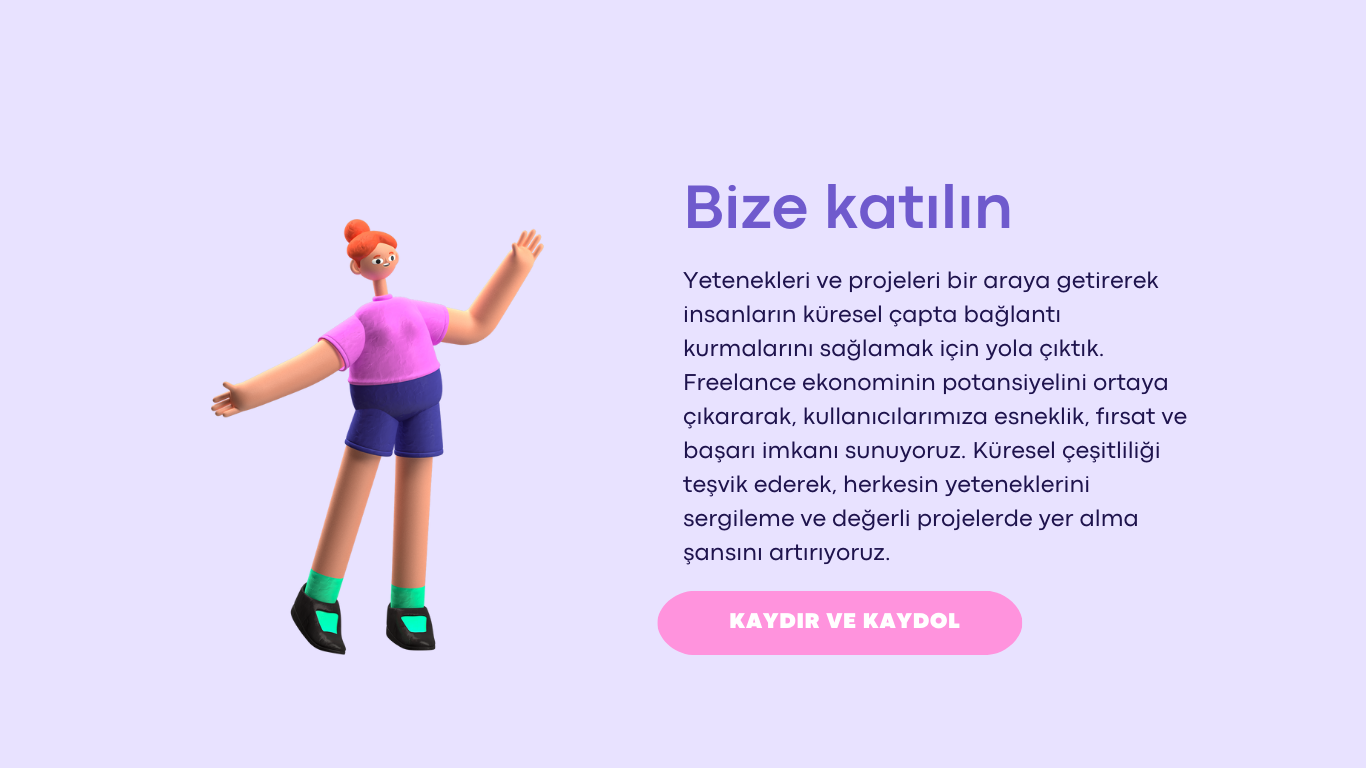 Bize katılın
Yetenekleri ve projeleri bir araya getirerek
insanların küresel çapta bağlantı
kurmalarını sağlamak için yola çıktık.
Freelance ekonominin potansiyelini ortaya
çıkararak, kullanıcılarımıza esneklik, fırsat ve
başarı imkanı sunuyoruz. Küresel çeşitliliği
teşvik ederek, herkesin yeteneklerini
sergileme ve değerli projelerde yer alma
şansını artırıyoruz.
KAYDIR VE KAYDOL